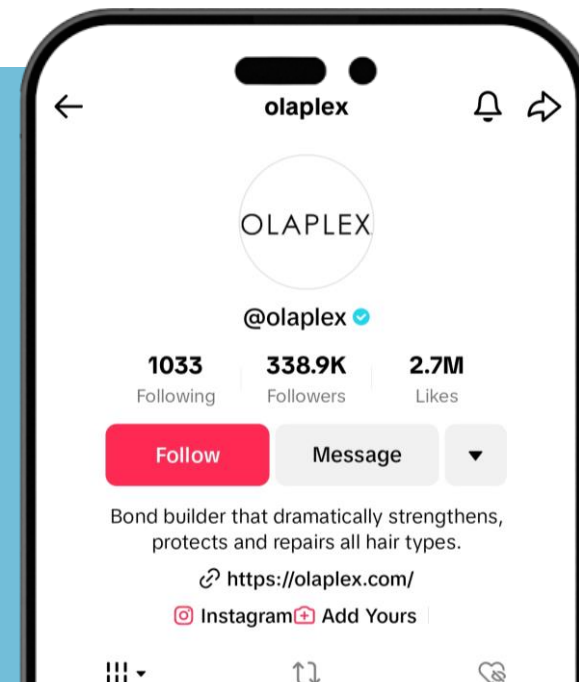 olaplex
OLAPLEX
@olaplex
1033 338.9K 2.7M
Following Followers Likes
Follow Message
Bond builder that dramatically strengthens,
protects and repairs all hair types.
https://olaplex.com/
Instagram Add Yours